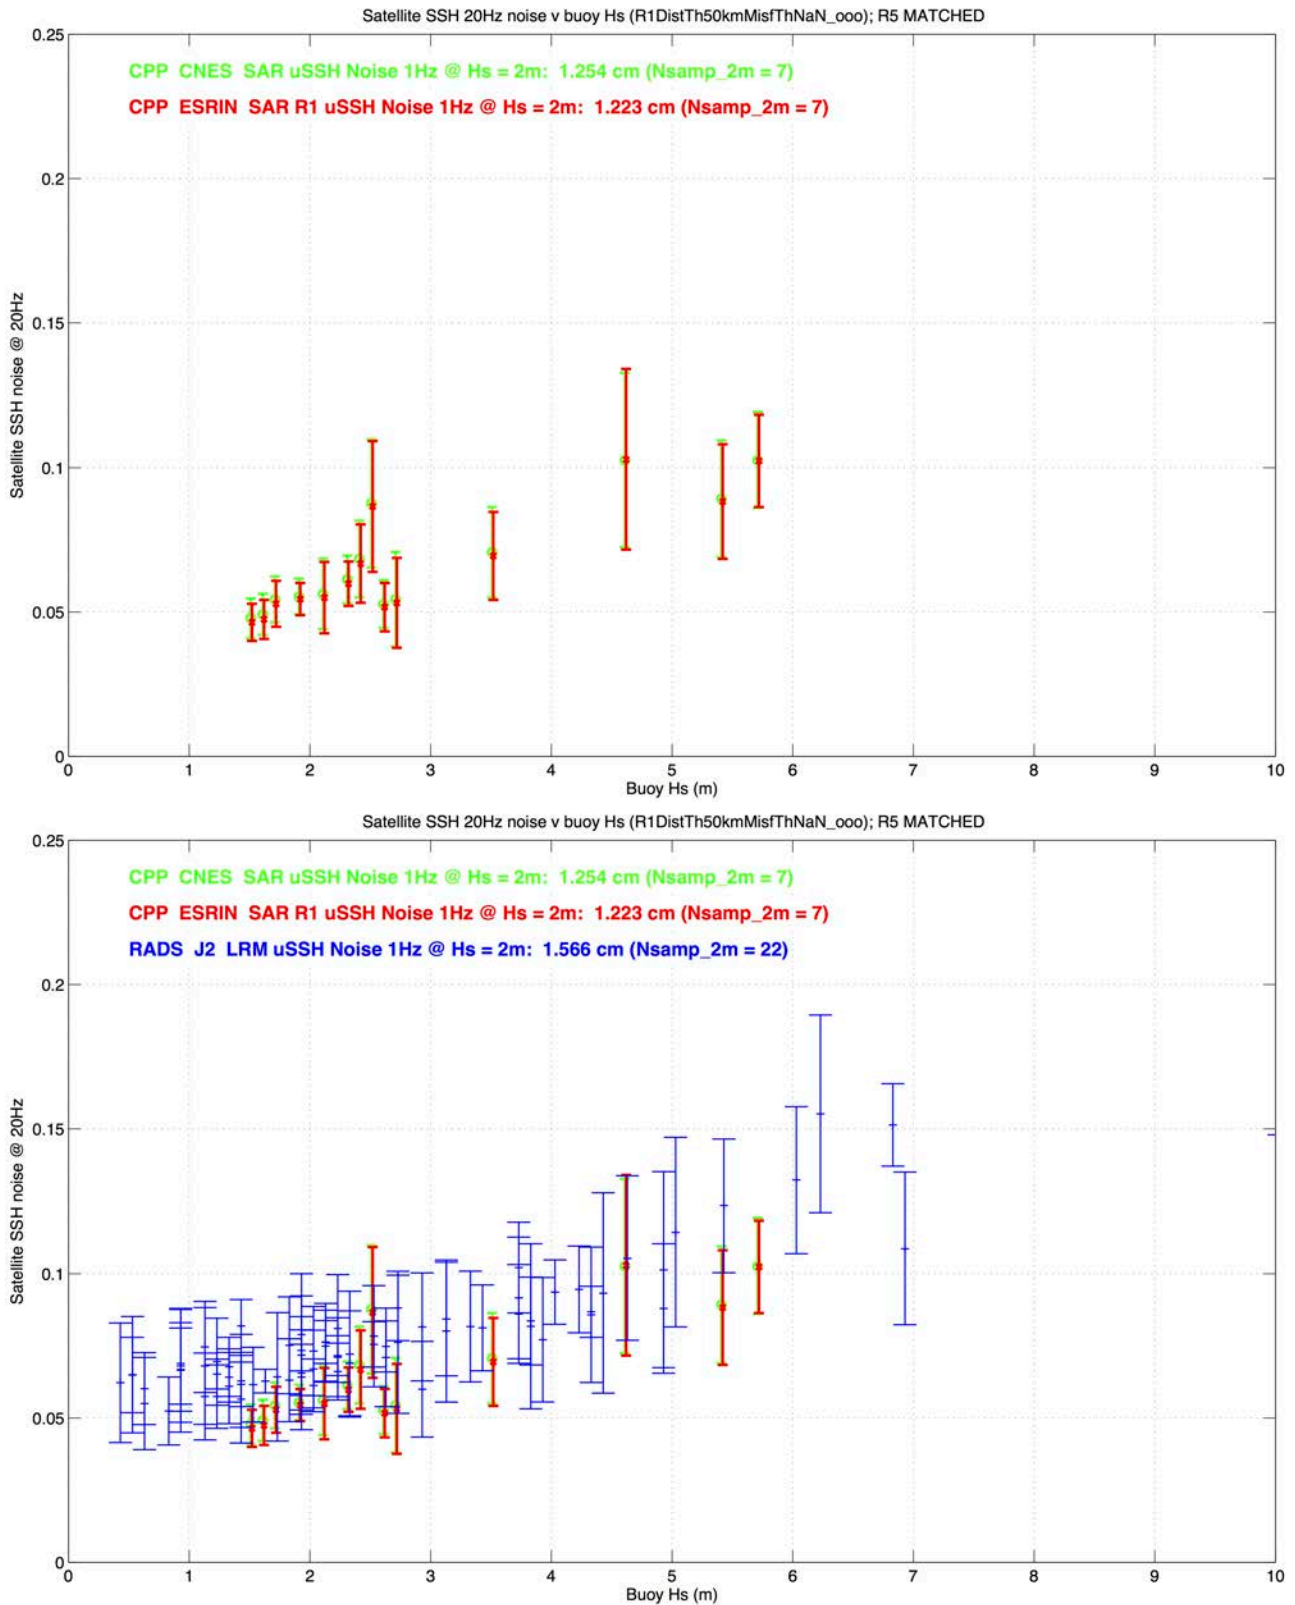 Satellite SSH 20Hz noise v buoy Hs (R1DistTh50kmMisfThNaN_ooo); R5 MATCHED
0.25
CPP CNES SAR uSSH Noise 1Hz @ Hs = 2m: 1.254 cm (Nsamp_2m = 7)
CPP ESRIN SAR R1 uSSH Noise 1Hz @ Hs = 2m: 1.223 cm (Nsamp_2m = 7)
0.2
0.15
Satellite SSH noise @ 20Hz
0.1
0.05
0
0 1 2 3 4 5 6 7 8 9 10
Buoy Hs (m)
Satellite SSH 20Hz noise v buoy Hs (R1DistTh50kmMisfThNaN_ooo); R5 MATCHED
0.25
CPP CNES SAR uSSH Noise 1Hz @ Hs = 2m: 1.254 cm (Nsamp_2m = 7)
CPP ESRIN SAR R1 uSSH Noise 1Hz @ Hs = 2m: 1.223 cm (Nsamp_2m = 7)
RADS J2 LRM uSSH Noise 1Hz @ Hs = 2m: 1.566 cm (Nsamp_2m = 22)
0.2
0.15
Satellite SSH noise @ 20Hz
0.1
0.05
0
0 1 2 3 4 5 6 7 8 9 10
Buoy Hs (m)